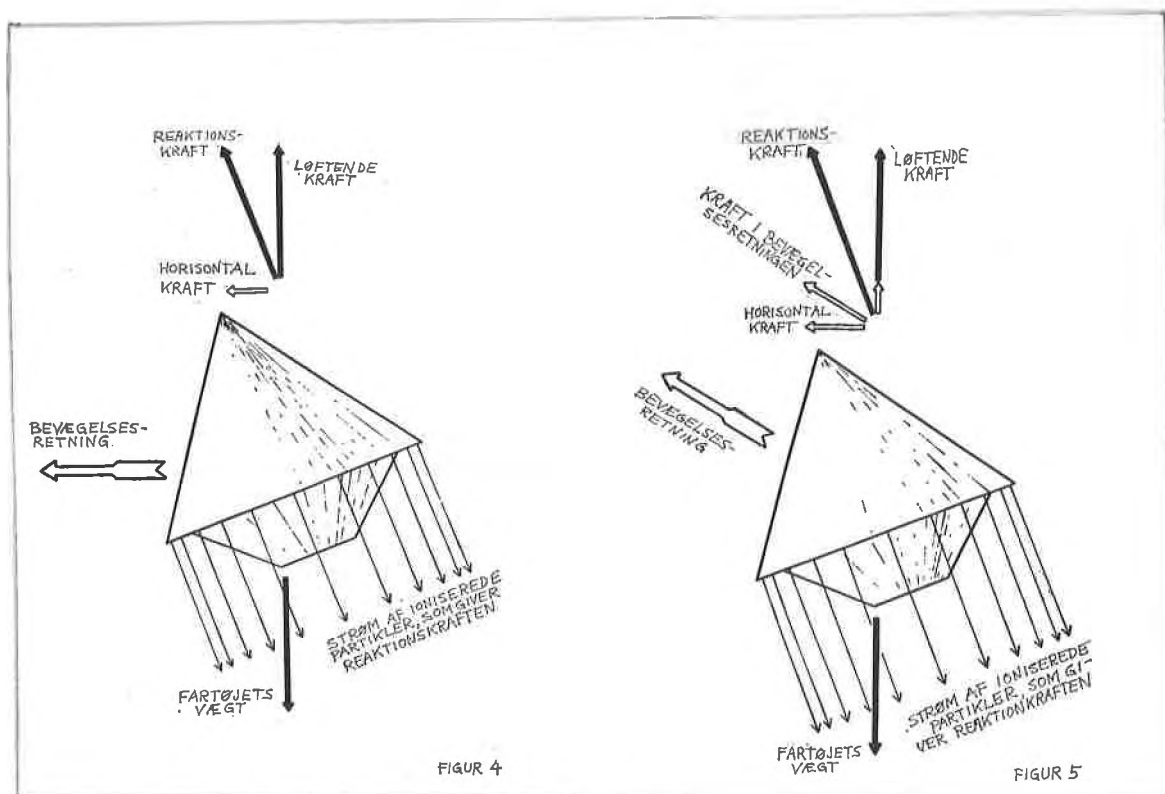 REAKTIONS-
KRAFT
LØFTENDE
KRAFT
HORISONTAL
KRAFT
BEVÆGELSES-
RETNING.
STRØM AF IONISEREDE
PARTIKLER, SOM GIVER
REAKTIONSKRAFTEN.
FARTØJETS
VÆGT
FIGUR 4
REAKTIONS-
KRAFT.
LØFTENDE
KRAFT
KRAFT I BEVÆGEL-
SESRETNINGEN
HORISONTAL
KRAFT
BEVÆGELSES-
RETNING
STRØM AF IONISEREDE
PARTIKLER, SOM GI-
VER REAKTIONKRAFTEN
FARTØJETS
VÆGT
FIGUR 5